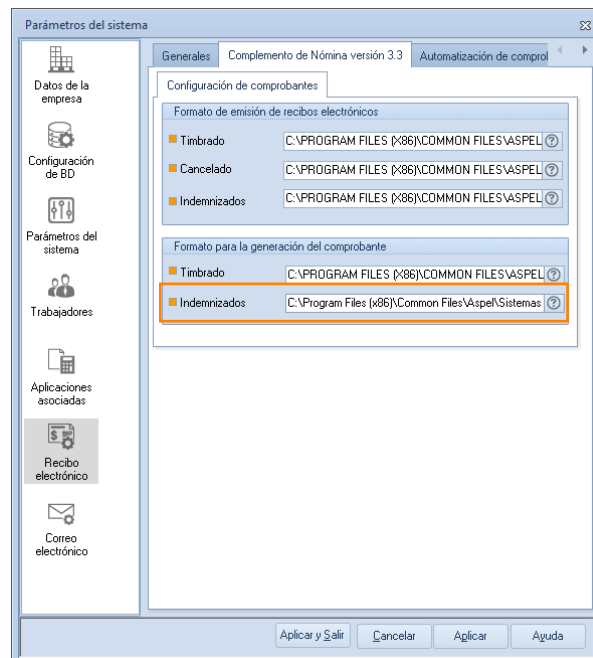 Parámetros del sistema
Datos de la
empresa
Configuración
de BD
Parámetros del
sistema
Trabajadores
Aplicaciones
asociadas
Recibo
electrónico
Correo
electrónico
Generales
Complemento de Nómina versión 3.3
Automatización de comprol
Configuración de comprobantes
Formato de emisión de recibos electrónicos
Timbrado C:\PROGRAM FILES (X86)\COMMON FILES\ASPEL
Cancelado C:\PROGRAM FILES (X86)\COMMON FILES\ASPEL
Indemnizados C:\PROGRAM FILES (X86)\COMMON FILES\ASPEL
Formato para la generación del comprobante
Timbrado C:\PROGRAM FILES (X86)\COMMON FILES\ASPEL
Indemnizados C:\Program Files (x86)\Common Files\Aspel\Sistemas
Aplicar y Salir Cancelar Aplicar Ayuda